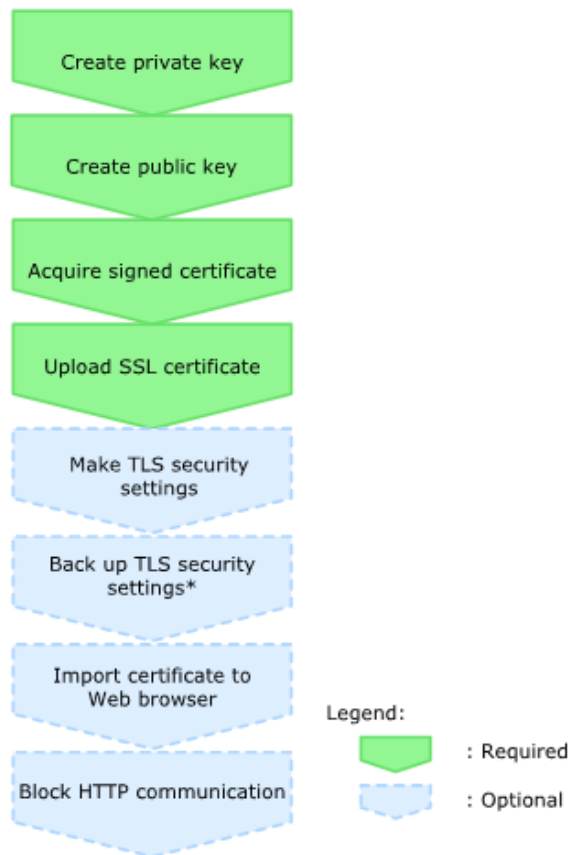 Create private key
Create public key
Acquire signed certificate
Upload SSL certificate
Make TLS security
settings
Back up TLS security
settings*
Import certificate to
Web browser
Block HTTP communication
Legend:
: Required
: Optional